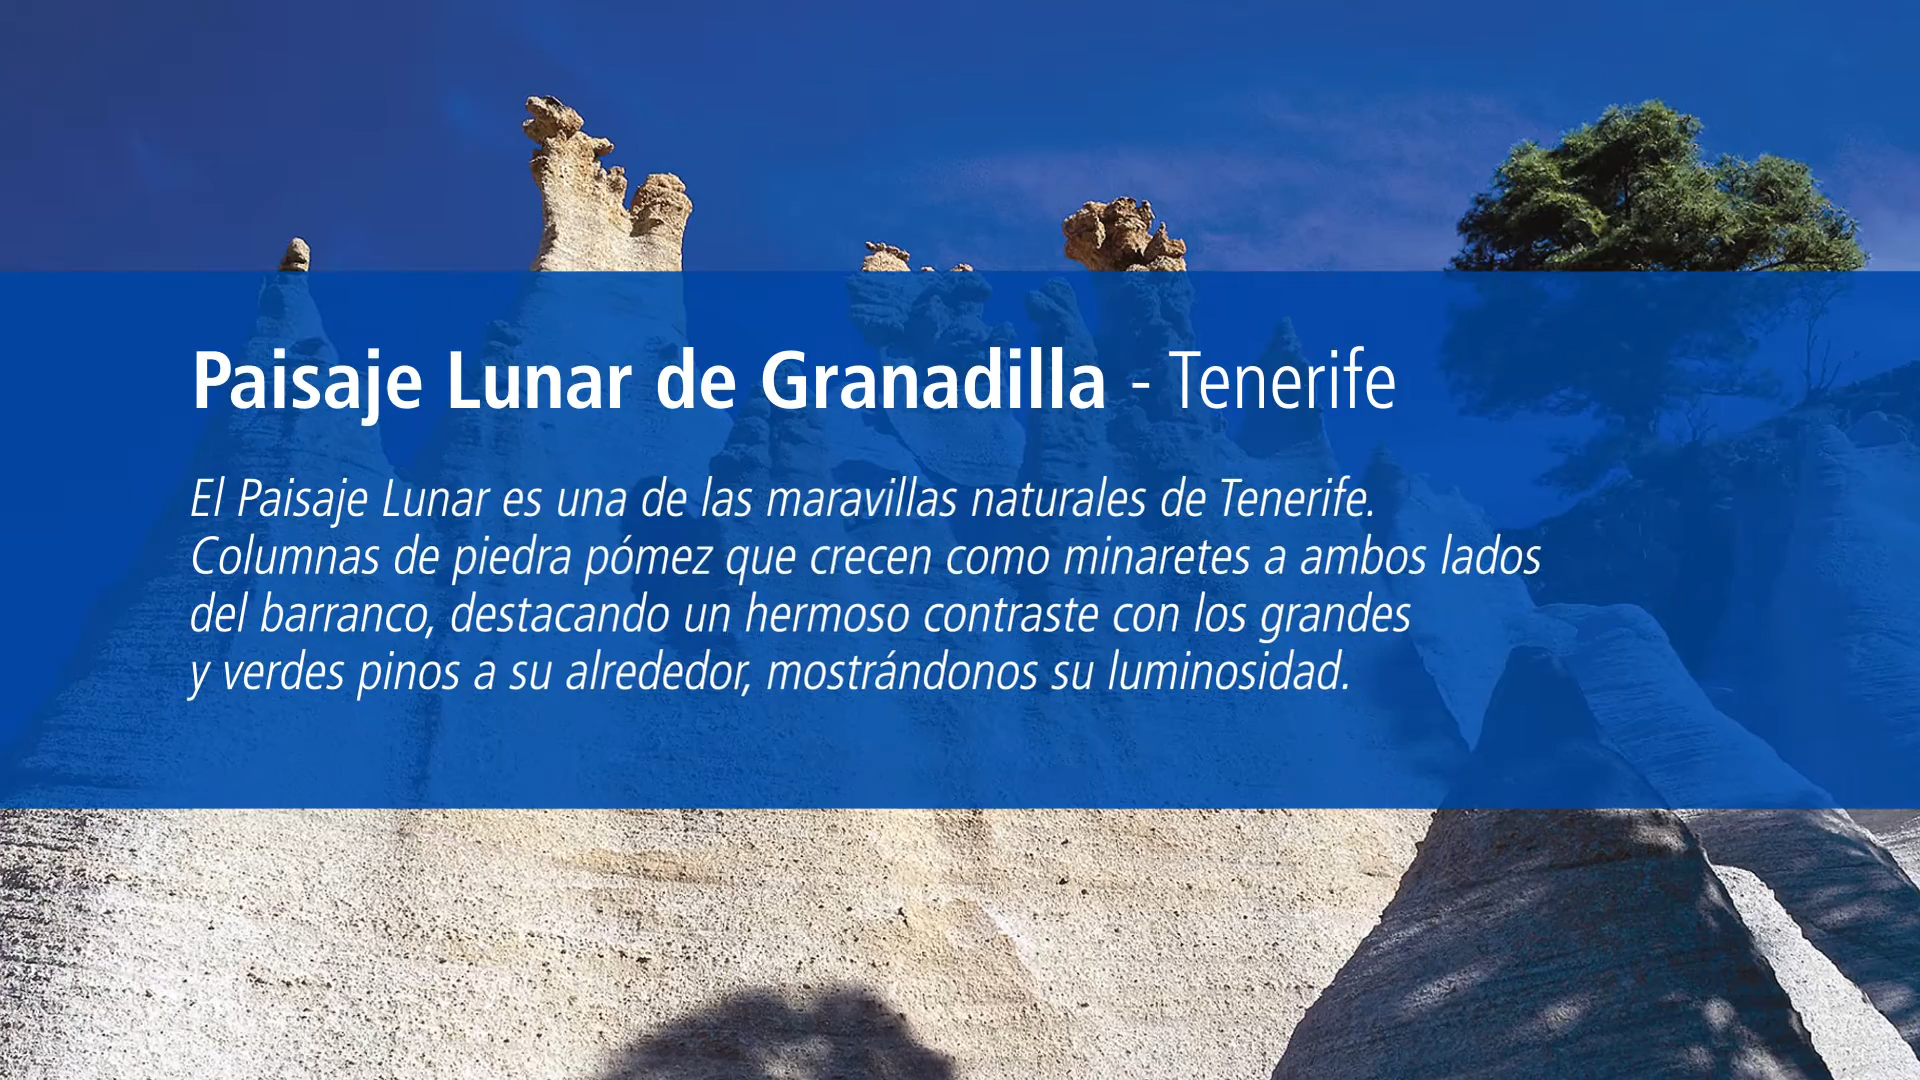 Paisaje Lunar de Granadilla - Tenerife
El Paisaje Lunar es una de las maravillas naturales de Tenerife.
Columnas de piedra pómez que crecen como minaretes a ambos lados
del barranco, destacando un hermoso contraste con los grandes
y verdes pinos a su alrededor, mostrándonos su luminosidad.